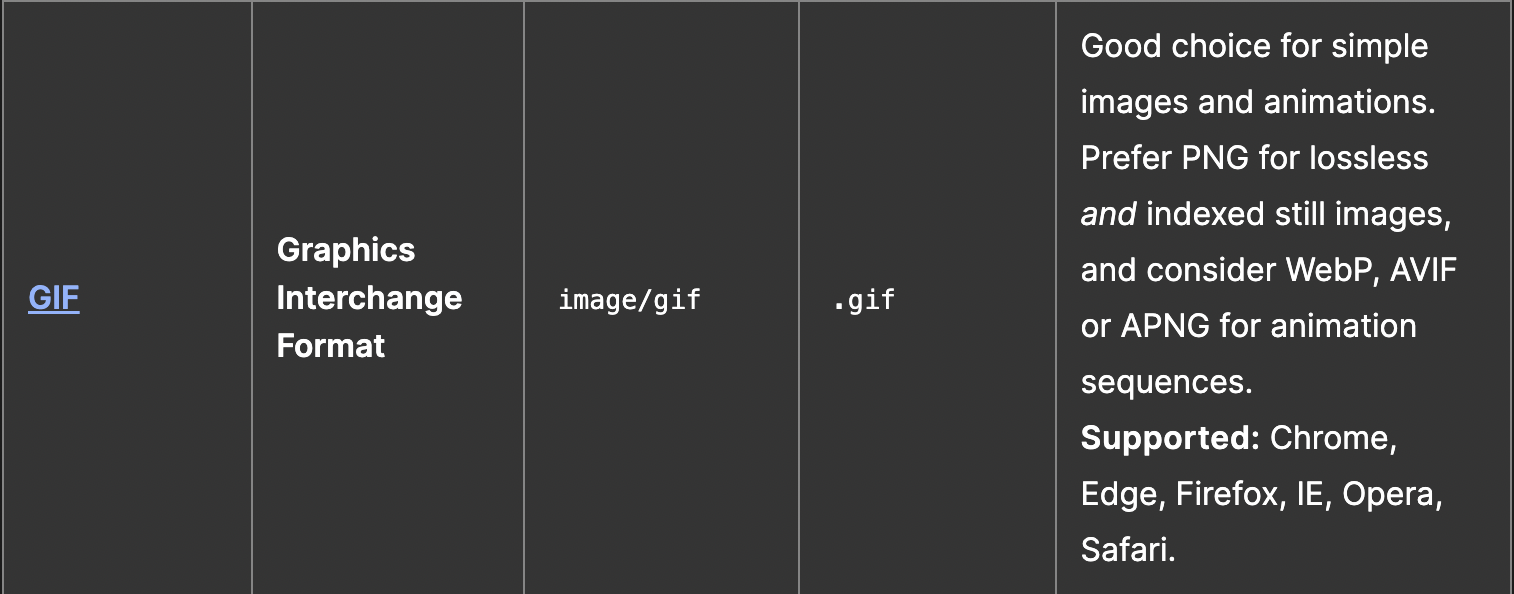 GIF
Graphics
Interchange
Format
image/gif
.gif
Good choice for simple
images and animations.
Prefer PNG for lossless
and indexed still images,
and consider WebP, AVIF
or APNG for animation
sequences.
Supported: Chrome,
Edge, Firefox, IE, Opera,
Safari.